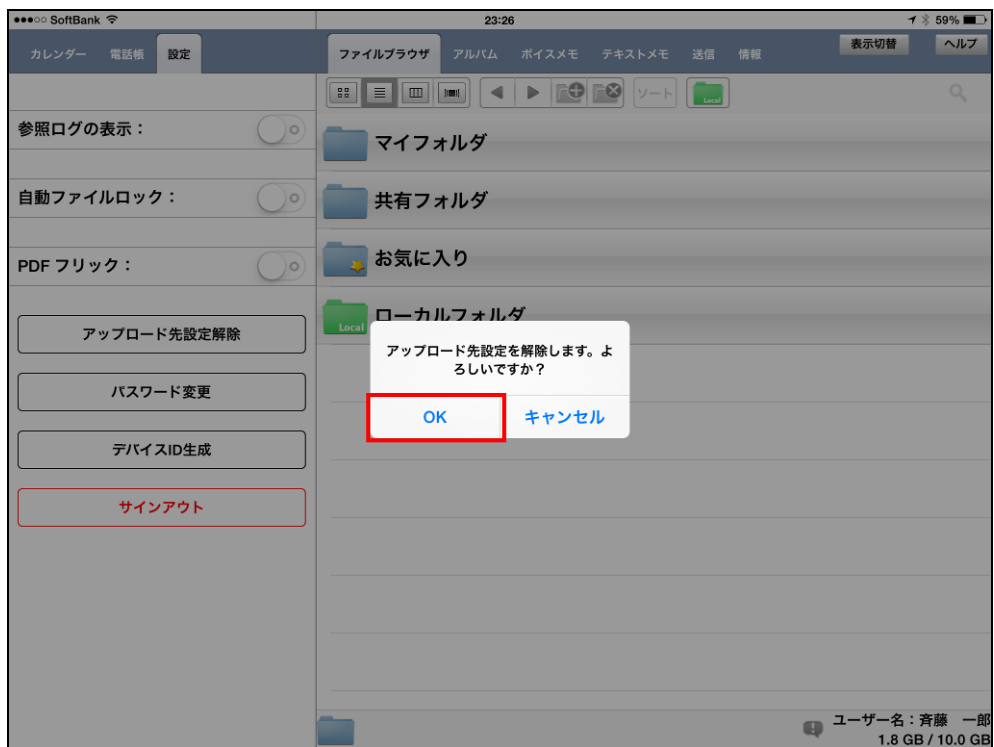 ●●●○○ SoftBank 23:26 59%
カレンダー 電話帳 設定 ファイルブラウザ アルバム ボイスメモ テキストメモ 送信 情報 表示切替 ヘルプ
ソート Local
参照ログの表示：
自動ファイルロック：
PDF フリック：
アップロード先設定解除
パスワード変更
デバイスID生成
サインアウト
マイフォルダ
共有フォルダ
お気に入り
Local ローカルフォルダ
アップロード先設定を解除します。よ
ろしいですか？
OK キャンセル
ユーザー名：斉藤　一郎
1.8 GB / 10.0 GB